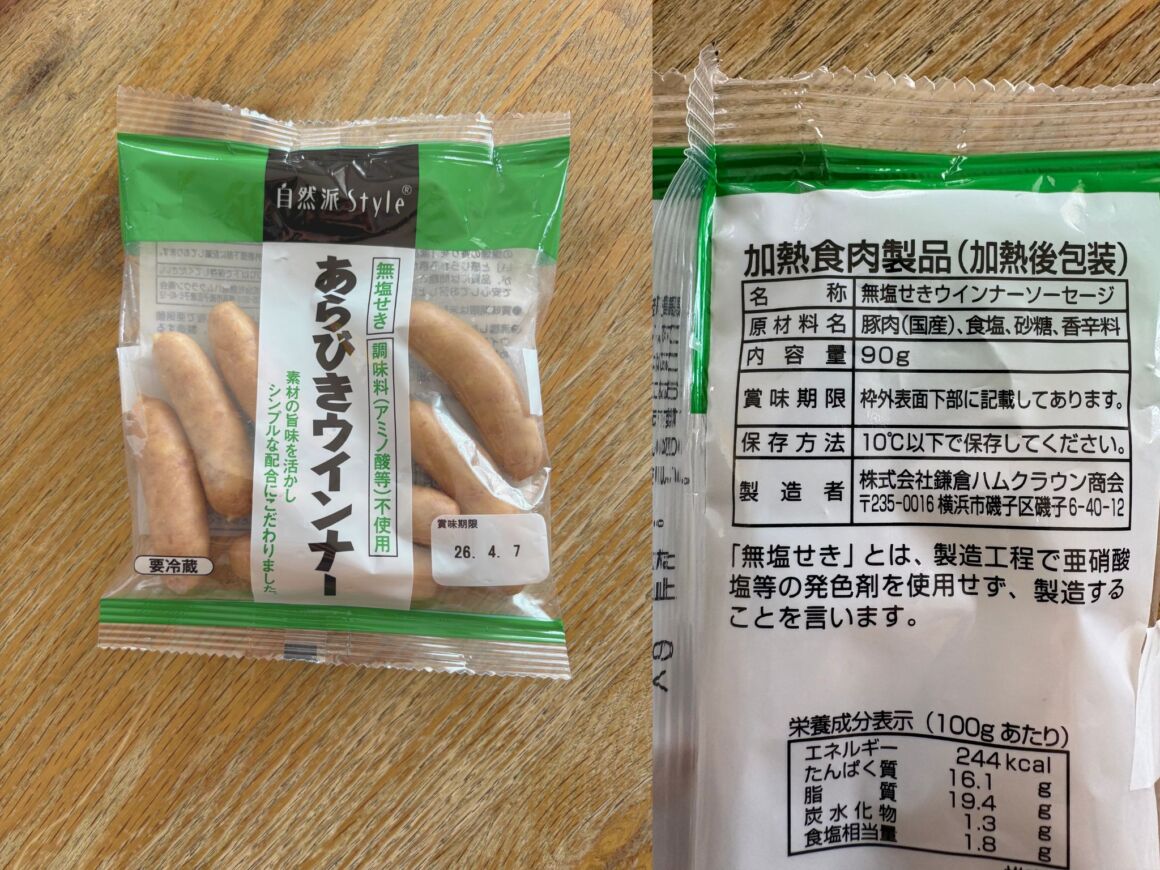 自然派Style®
無塩せき
調味料(アミノ酸等)不使用
あらびきウインナー
素材の旨味を活かし
シンプルな配合にこだわりました。
要冷蔵
賞味期限
26. 4. 7
加熱食肉製品(加熱後包装)
名称 無塩せきウインナーソーセージ
原材料名 豚肉(国産)、食塩、砂糖、香辛料
内容量 90g
賞味期限 枠外表面下部に記載してあります。
保存方法 10℃以下で保存してください。
製造者 株式会社鎌倉ハムクラウン商会
〒235-0016 横浜市磯子区磯子6-40-12
「無塩せき」とは、製造工程で亜硝酸
塩等の発色剤を使用せず、製造する
ことを言います。
栄養成分表示(100gあたり)
エネルギー 244kcal
たんぱく質 16.1 g
脂質 19.4 g
炭水化物 1.3 g
食塩相当量 1.8 g